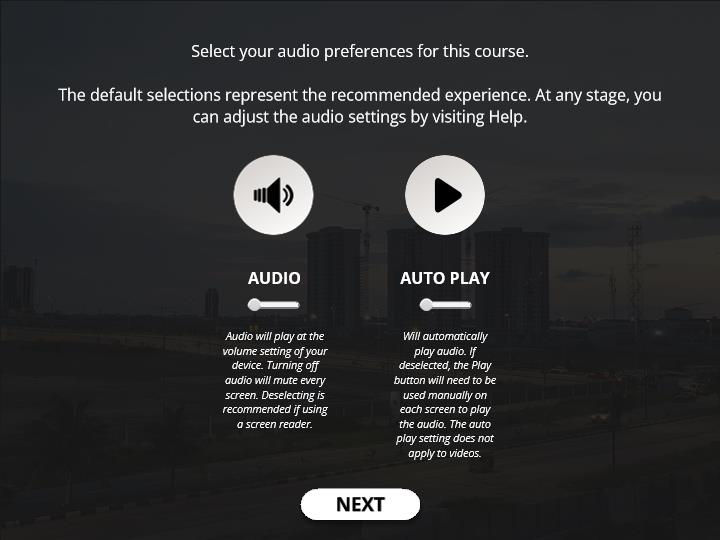 Select your audio preferences for this course.
The default selections represent the recommended experience. At any stage, you
can adjust the audio settings by visiting Help.
AUDIO
Audio will play at the
volume setting of your
device. Turning off
audio will mute every
screen. Deselecting is
recommended if using
a screen reader.
AUTO PLAY
Will automatically
play audio. If
deselected, the Play
button will need to be
used manually on
each screen to play
the audio. The auto
play setting does not
apply to videos.
NEXT